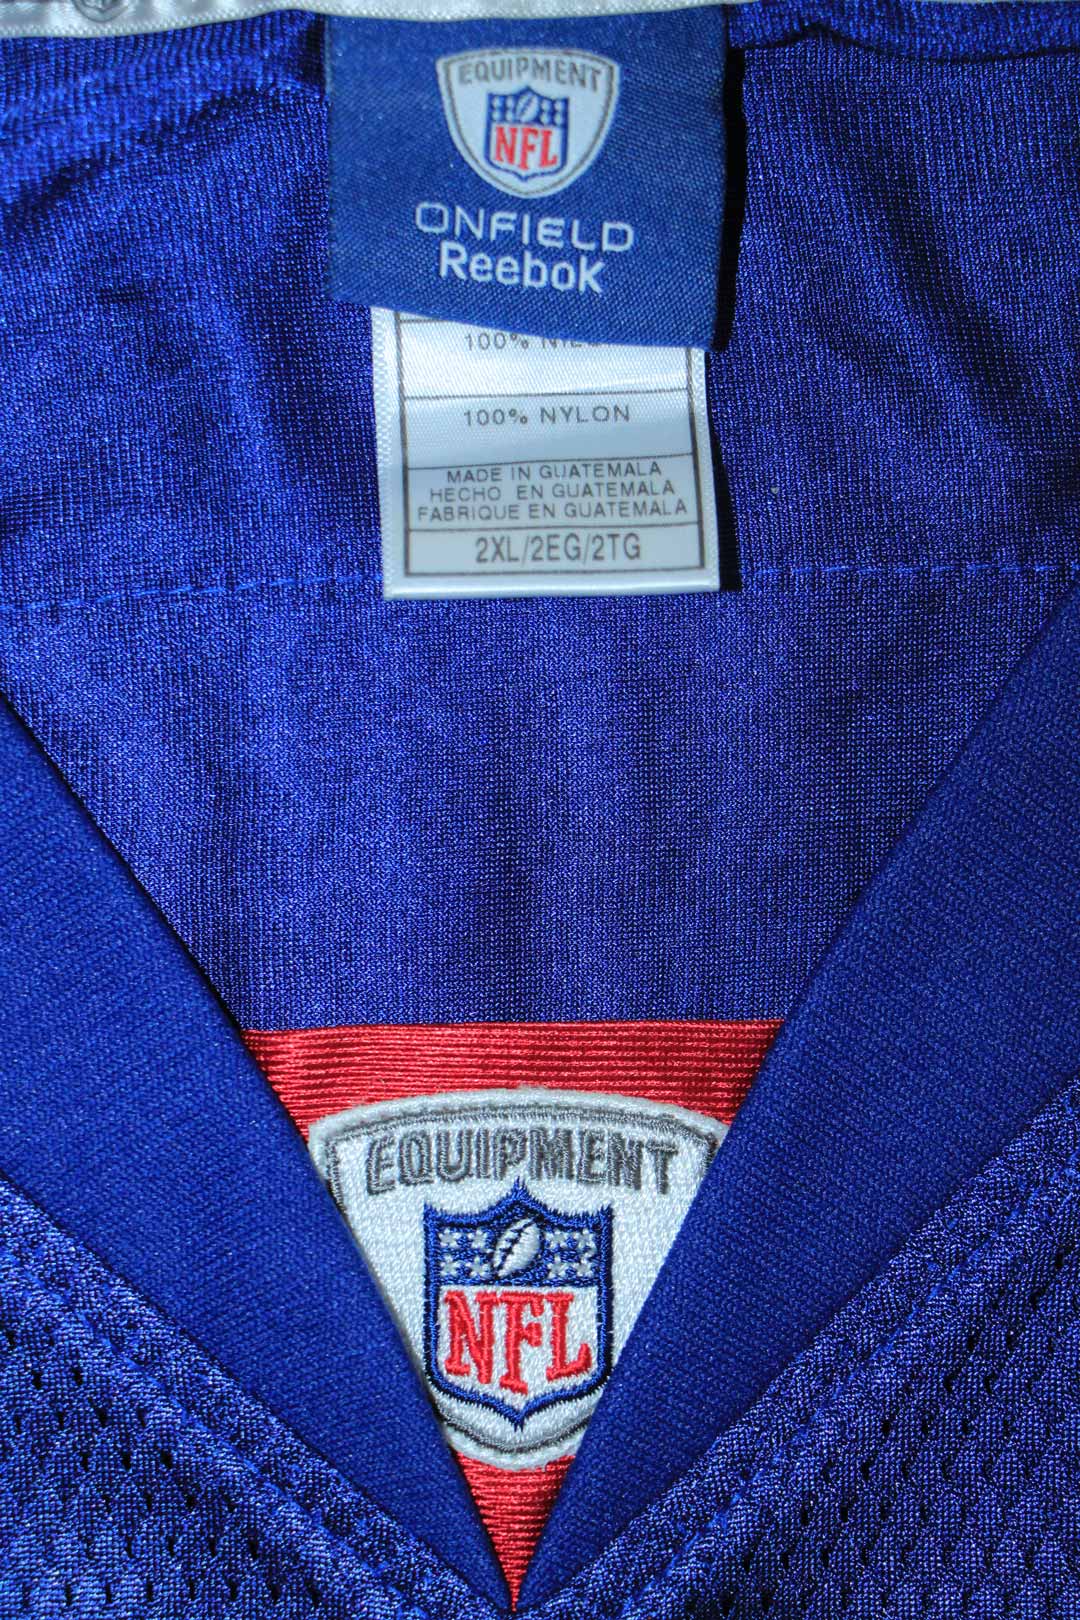 EQUIPMENT
NFL
ONFIELD
Reebok
100%
100% NYLON
MADE IN GUATEMALA
HECHO EN GUATEMALA
FABRIQUE EN GUATEMALA
2XL/2EG/2TG
EQUIPMENT
NFL